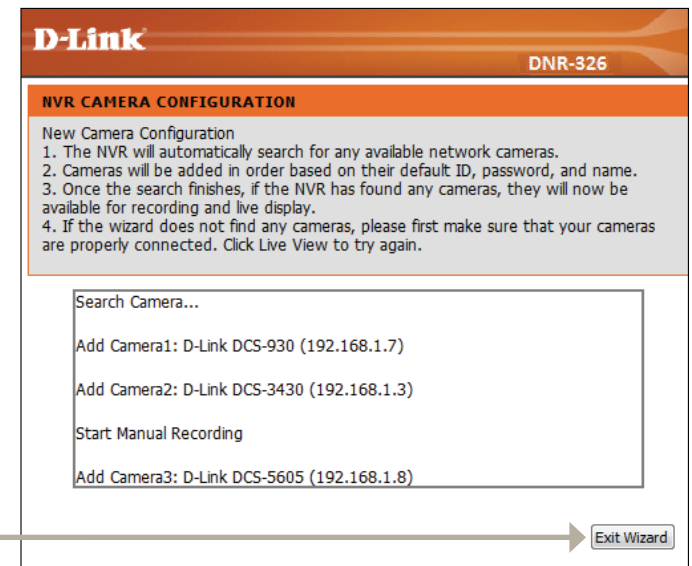 D-Link
DNR-326
NVR CAMERA CONFIGURATION
New Camera Configuration
1. The NVR will automatically search for any available network cameras.
2. Cameras will be added in order based on their default ID, password, and name.
3. Once the search finishes, if the NVR has found any cameras, they will now be
available for recording and live display.
4. If the wizard does not find any cameras, please first make sure that your cameras
are properly connected. Click Live View to try again.
Search Camera...
Add Camera1: D-Link DCS-930 (192.168.1.7)
Add Camera2: D-Link DCS-3430 (192.168.1.3)
Start Manual Recording
Add Camera3: D-Link DCS-5605 (192.168.1.8)
Exit Wizard